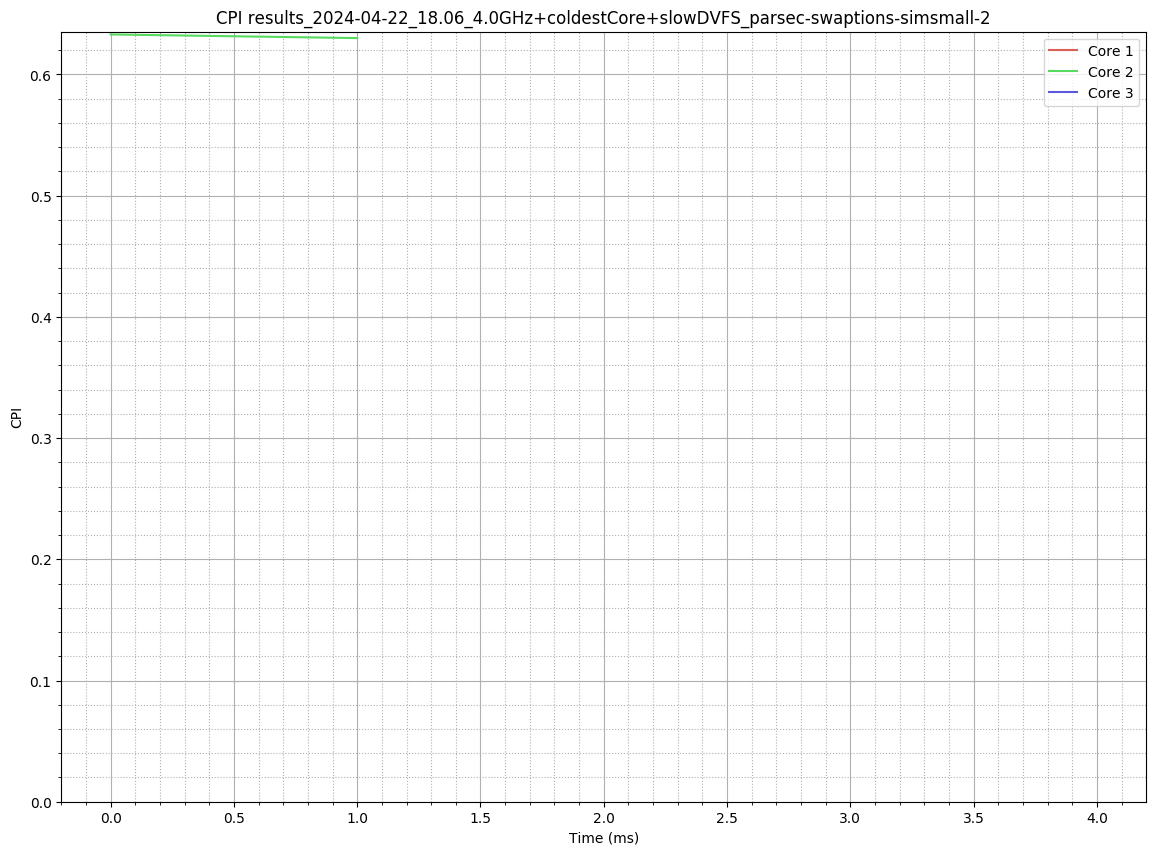 CPI results_2024-04-22_18.06_4.0GHz+coldestCore+slowDVFS_parsec-swaptions-simsmall-2
Core 1
Core 2
Core 3
0.6
0.5
0.4
0.3
0.2
0.1
0.0
CPI
0.0 0.5 1.0 1.5 2.0 2.5 3.0 3.5 4.0
Time (ms)